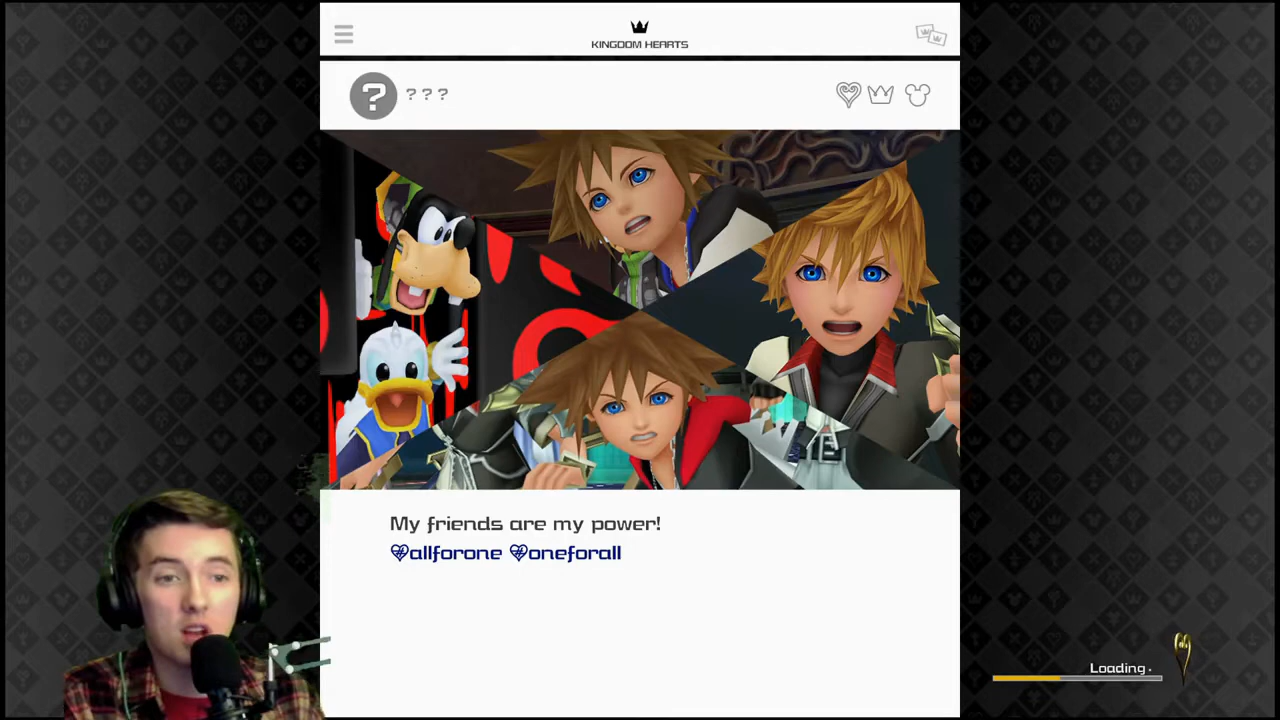 KINGDOM HEARTS
???
My friends are my power!
allforone oneforall
Loading.